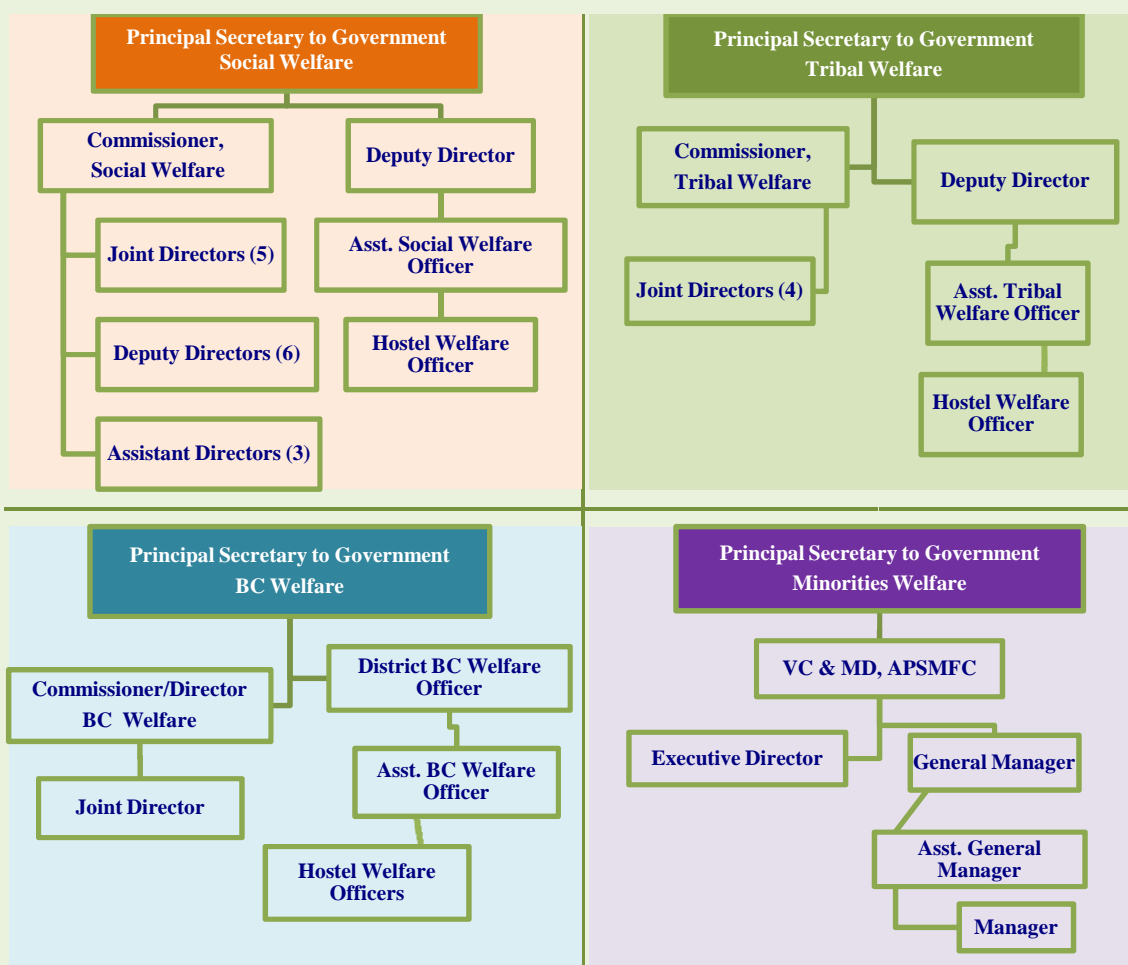 Principal Secretary to Government
Social Welfare
Commissioner,
Social Welfare
Deputy Director
Joint Directors (5)
Asst. Social Welfare
Officer
Deputy Directors (6)
Hostel Welfare
Officer
Assistant Directors (3)
Principal Secretary to Government
Tribal Welfare
Commissioner,
Tribal Welfare
Deputy Director
Joint Directors (4)
Asst. Tribal
Welfare Officer
Hostel Welfare
Officer
Principal Secretary to Government
BC Welfare
Commissioner/Director
BC Welfare
District BC Welfare
Officer
Joint Director
Asst. BC Welfare
Officer
Hostel Welfare
Officers
Principal Secretary to Government
Minorities Welfare
VC & MD, APSMFC
Executive Director
General Manager
Asst. General
Manager
Manager